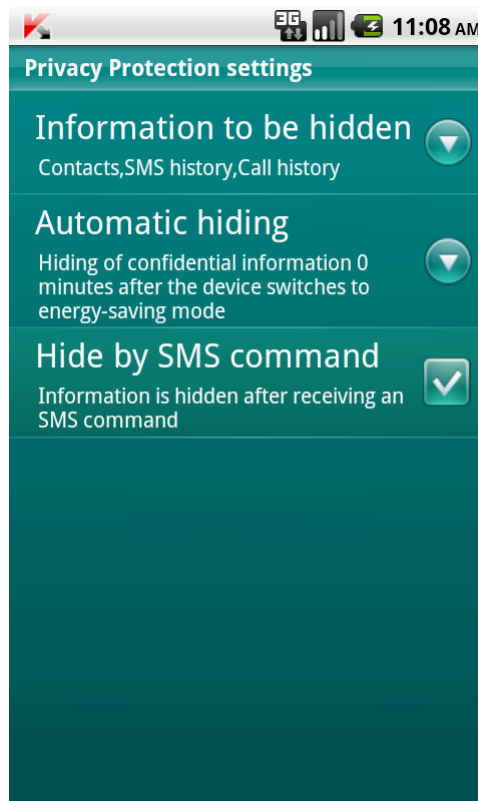 3G 11:08 AM
Privacy Protection settings
Information to be hidden
Contacts,SMS history,Call history
Automatic hiding
Hiding of confidential information 0
minutes after the device switches to
energy-saving mode
Hide by SMS command
Information is hidden after receiving an
SMS command